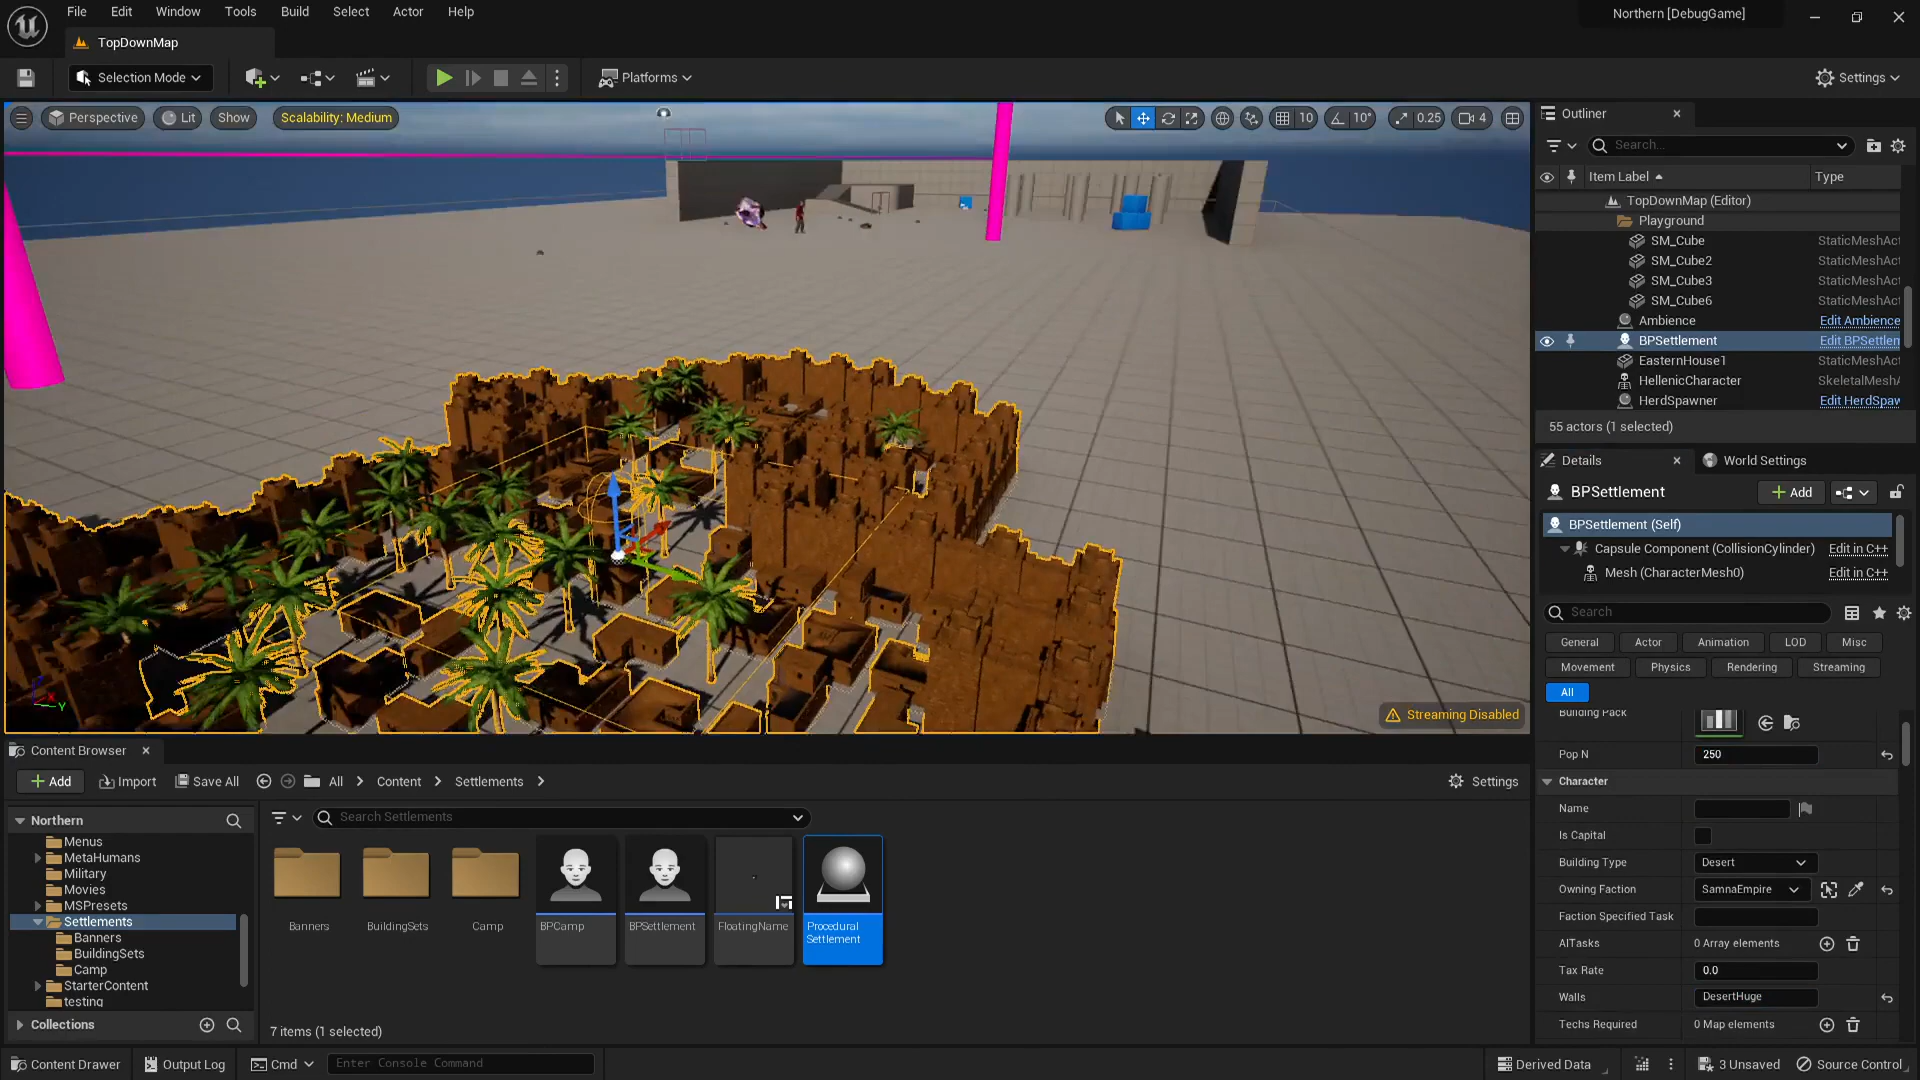 File Edit Window Tools Build Select Actor Help
Northern [DebugGame]
TopDownMap
Selection Mode
Platforms
Settings
Perspective Lit Show Scalability: Medium
10 10° 0.25 4
Streaming Disabled
Outliner
Search...
Item Label Type
TopDownMap (Editor)
Playground
SM_Cube StaticMeshAct
SM_Cube2 StaticMeshAct
SM_Cube3 StaticMeshAct
SM_Cube6 StaticMeshAct
Ambience Edit Ambience
BPSettlement Edit BPSettlem
EasternHouse1 StaticMeshAct
HellenicCharacter SkeletalMeshA
HerdSpawner Edit HerdSpaw
55 actors (1 selected)
Details World Settings
BPSettlement Add
BPSettlement (Self)
Capsule Component (CollisionCylinder) Edit in C++
Mesh (CharacterMesh0) Edit in C++
Search
General Actor Animation LOD Misc
Movement Physics Rendering Streaming
All
Building Pack
Pop N 250
Character
Name
Is Capital
Building Type Desert
Owning Faction SamnaEmpire
Faction Specified Task
AITasks 0 Array elements
Tax Rate 0.0
Walls DesertHuge
Techs Required 0 Map elements
Content Browser
Add Import Save All All Content Settlements Settings
Northern
Menus
MetaHumans
Military
Movies
MSPresets
Settlements
Banners
BuildingSets
Camp
StarterContent
testing
Collections
Search Settlements
Banners BuildingSets Camp BPCamp BPSettlement FloatingName Procedural
Settlement
7 items (1 selected)
Content Drawer Output Log Cmd Enter Console Command
Derived Data 3 Unsaved Source Control